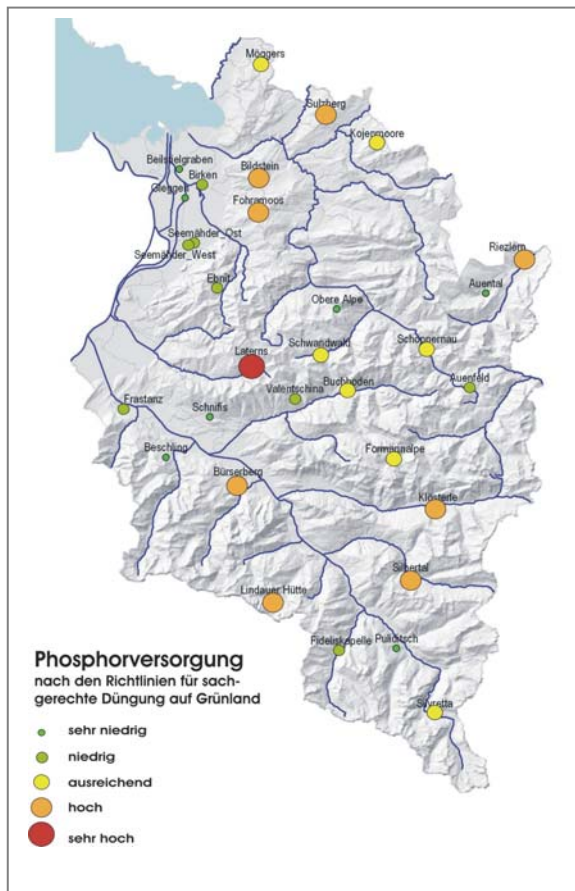 Möggers
Sulzberg
Kojenmoore
Beilspielgraben
Bildstein
Birken
Gleggen
Fohramoos
Seemähder_Ost
Seemähder_West
Riezlern
Ebnit
Auental
Obere Alpe
Schwandwald
Schoppernau
Laterns
Buchboden
Auenfeld
Valentschina
Frastanz
Schnifis
Beschling
Formarinalpe
Bürserberg
Klösterle
Silbertal
Lindauer Hütte
Fideliskapelle
Silvretta
Phosphorversorgung
nach den Richtlinien für sach-
gerechte Düngung auf Grünland
sehr niedrig
niedrig
ausreichend
hoch
sehr hoch